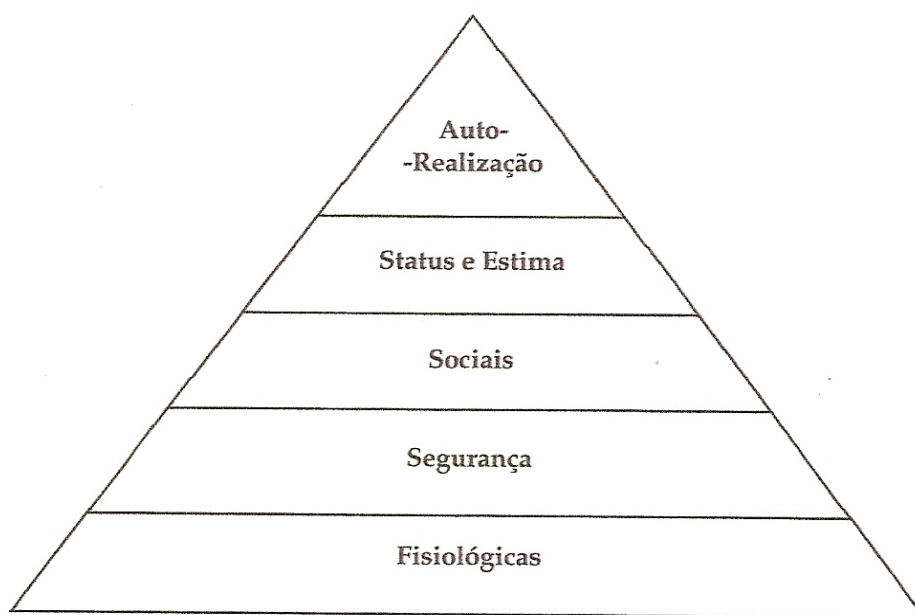 Auto-
-Realização
Status e Estima
Sociais
Segurança
Fisiológicas